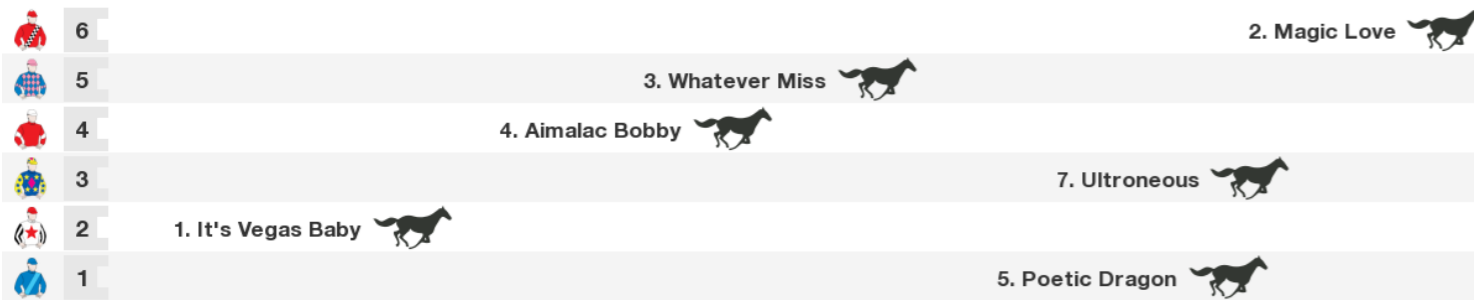 6 2. Magic Love
5 3. Whatever Miss
4 4. Aimalac Bobby
3 7. Ultroneous
2 1. It's Vegas Baby
1 5. Poetic Dragon